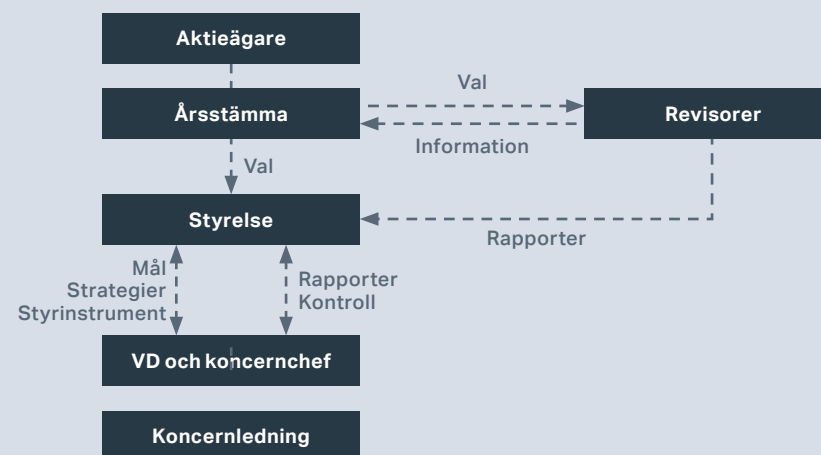 Aktieägare
Val
Årsstämma
Revisorer
Information
Val
Styrelse
Rapporter
Mål
Strategier
Styrinstrument
Rapporter
Kontroll
VD och koncernchef
Koncernledning